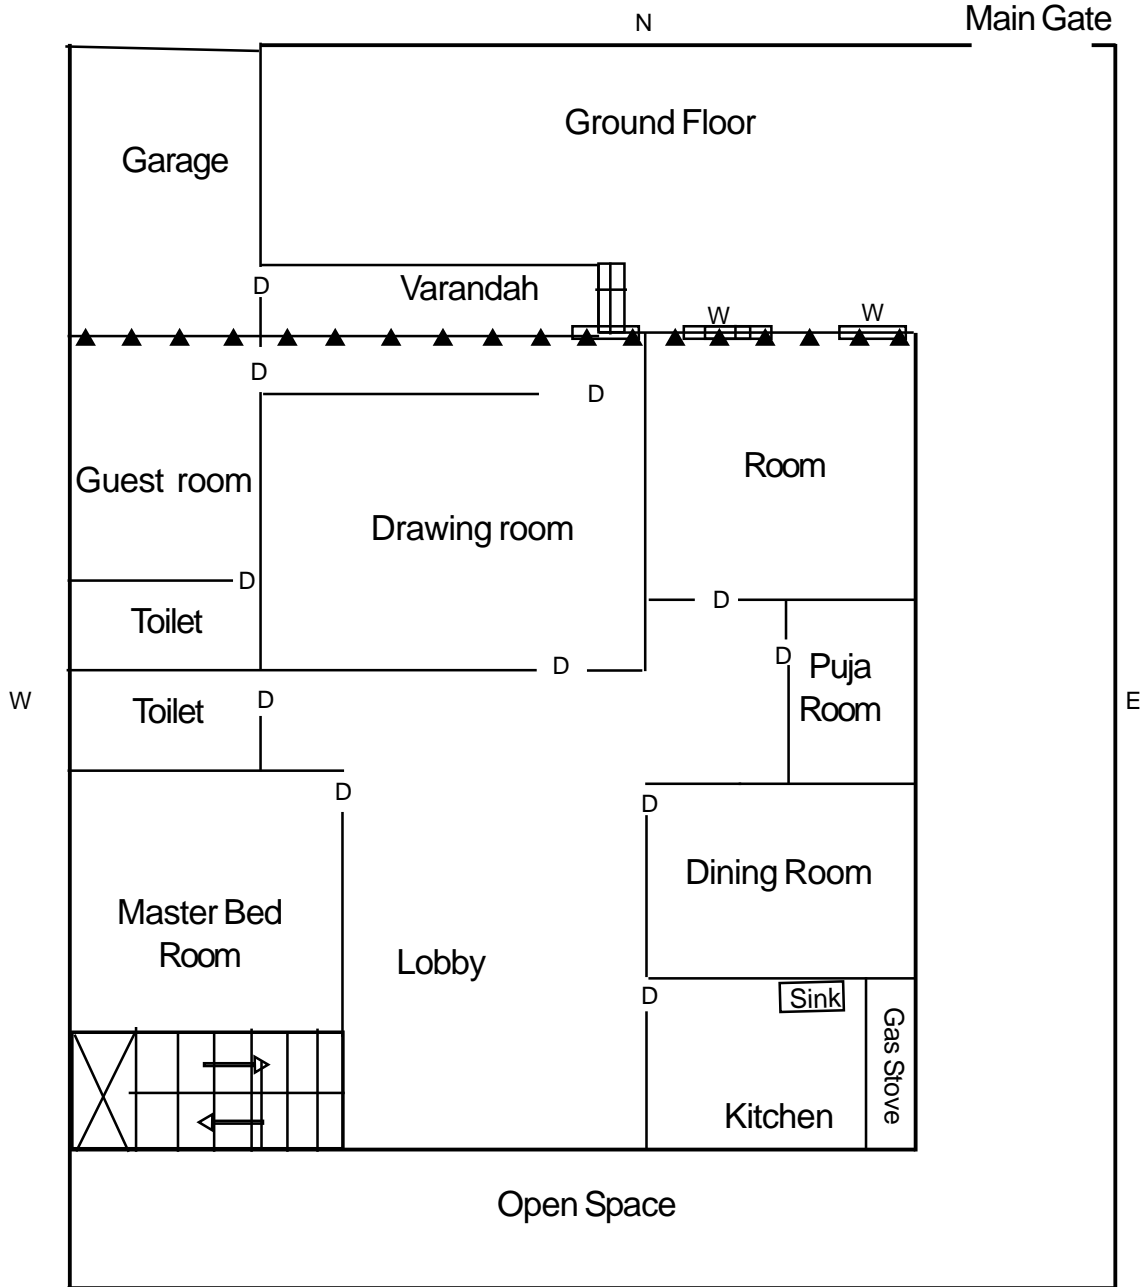 N
Main Gate
Ground Floor
Garage
D
Varandah
W
W
D
D
Guest room
Room
Drawing room
D
Toilet
D
D
D
Puja
Room
W
Toilet
D
E
D
D
Dining Room
Master Bed
Room
Lobby
D
Sink
Gas Stove
Kitchen
Open Space